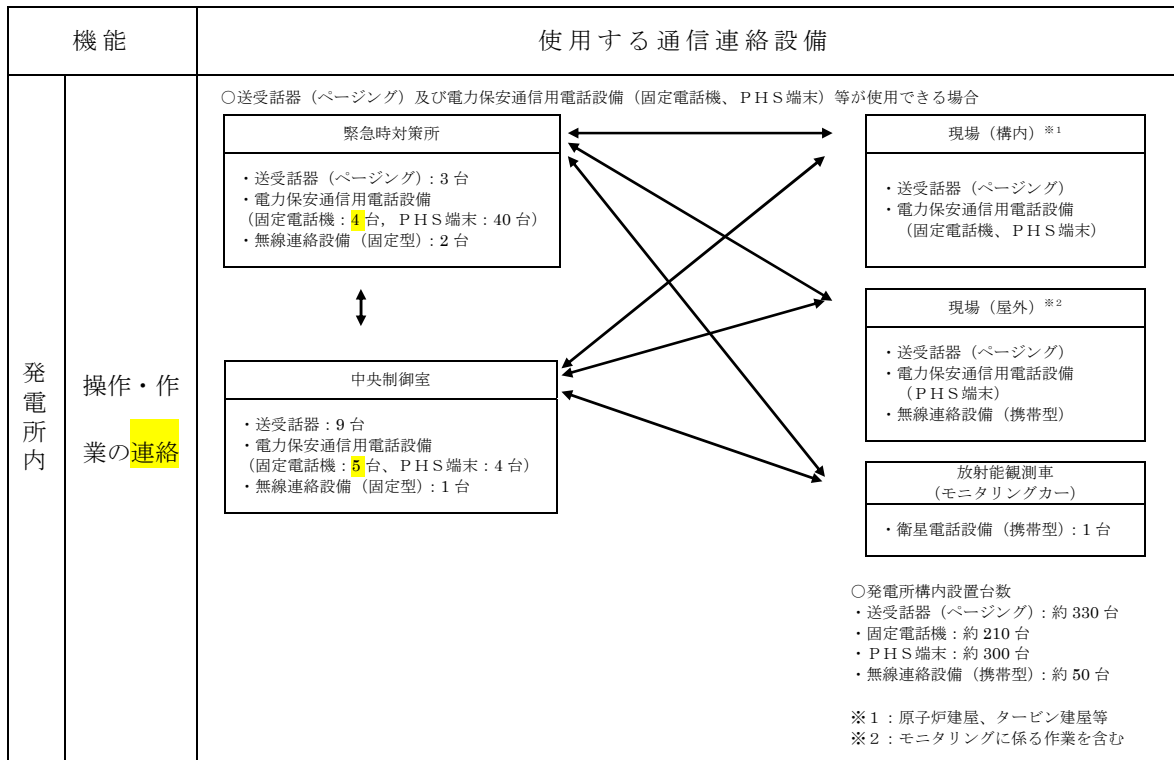 機能
使用する通信連絡設備
発電所内
操作・作
業の連絡
○送受話器（ページング）及び電力保安通信用電話設備（固定電話機、ＰＨＳ端末）等が使用できる場合
緊急時対策所
・送受話器（ページング）：3 台
・電力保安通信用電話設備
（固定電話機：4 台，ＰＨＳ端末：40 台）
・無線連絡設備（固定型）：2 台
中央制御室
・送受話器：9 台
・電力保安通信用電話設備
（固定電話機：5 台、ＰＨＳ端末：4 台）
・無線連絡設備（固定型）：1 台
現場（構内）※1
・送受話器（ページング）
・電力保安通信用電話設備
（固定電話機、ＰＨＳ端末）
現場（屋外）※2
・送受話器（ページング）
・電力保安通信用電話設備
（ＰＨＳ端末）
・無線連絡設備（携帯型）
放射能観測車
（モニタリングカー）
・衛星電話設備（携帯型）：1 台
○発電所構内設置台数
・送受話器（ページング）：約 330 台
・固定電話機：約 210 台
・ＰＨＳ端末：約 300 台
・無線連絡設備（携帯型）：約 50 台
※１：原子炉建屋、タービン建屋等
※２：モニタリングに係る作業を含む